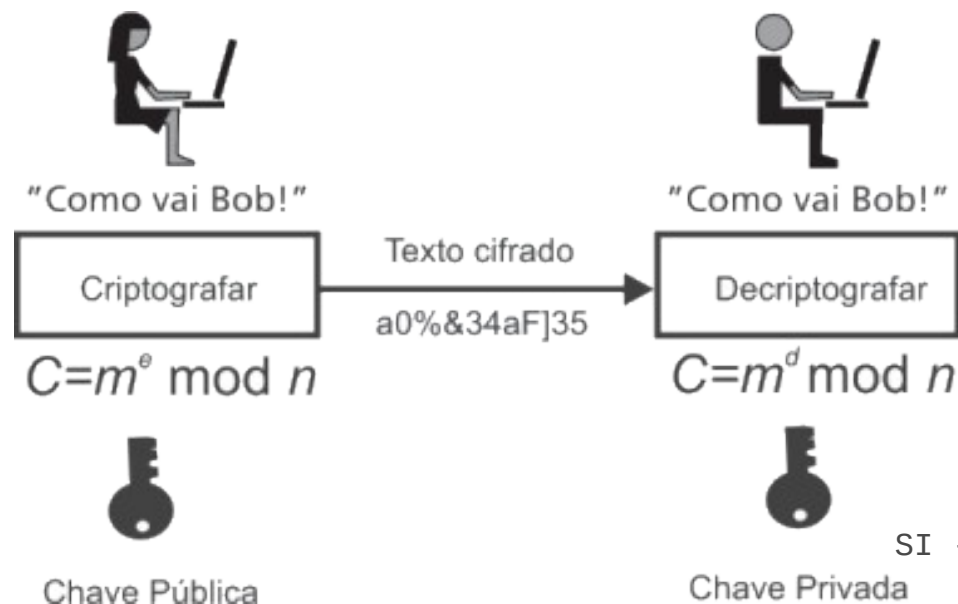 "Como vai Bob!"
"Como vai Bob!"
Criptografar
Texto cifrado
a0%&34aF]35
Decriptografar
C=m^e mod n
C=m^d mod n
SI
Chave Pública
Chave Privada